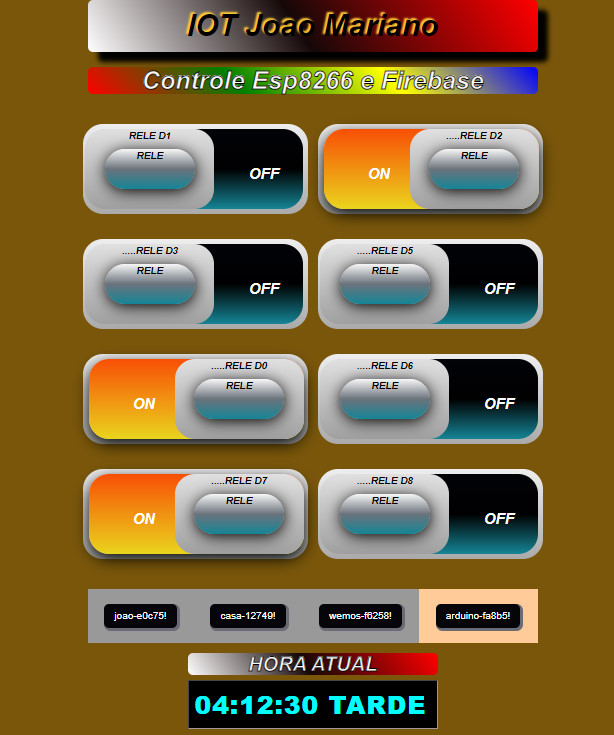 IOT Joao Mariano
Controle Esp8266 e Firebase
RELE D1
RELE
OFF
.....RELE D2
RELE
ON
.....RELE D3
RELE
OFF
.....RELE D5
RELE
OFF
.....RELE D0
RELE
ON
.....RELE D6
RELE
OFF
.....RELE D7
RELE
ON
.....RELE D8
RELE
OFF
joao-e0c75! casa-12749! wemos-f6258! arduino-fa8b5!
HORA ATUAL
04:12:30 TARDE